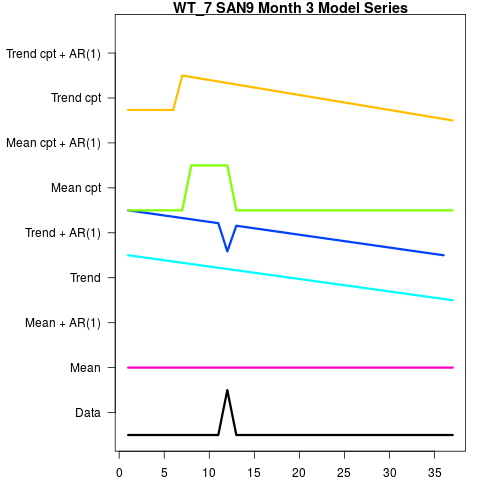 WT_7 SAN9 Month 3 Model Series
Trend cpt + AR(1)
Trend cpt
Mean cpt + AR(1)
Mean cpt
Trend + AR(1)
Trend
Mean + AR(1)
Mean
Data
0 5 10 15 20 25 30 35